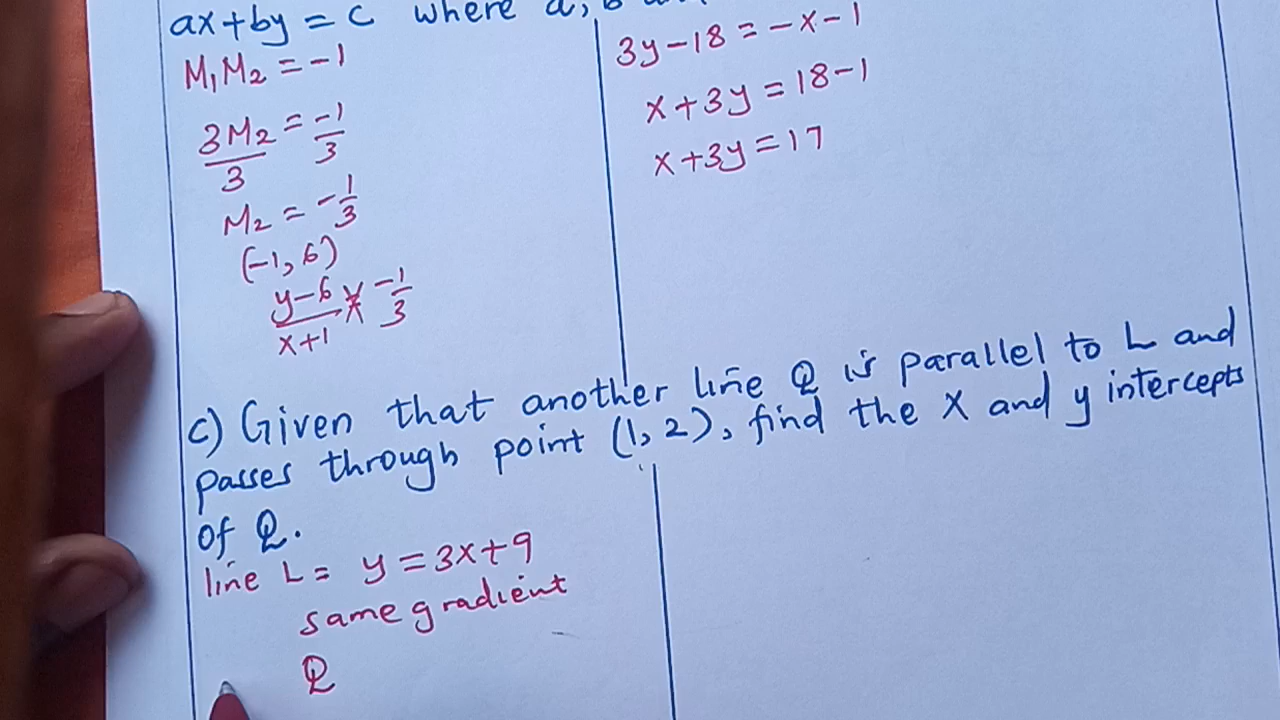 ax+by = c where a, b
M₁M₂ = -1
3M₂/3 = -1/3
M₂ = -1/3
(-1, 6)
y-6/x+1 = -1/3
3y-18 = -x-1
x+3y = 18-1
x+3y = 17
c) Given that another line Q is parallel to L and
passes through point (1, 2), find the x and y intercepts
of Q.
line L = y = 3x+9
same gradient
Q